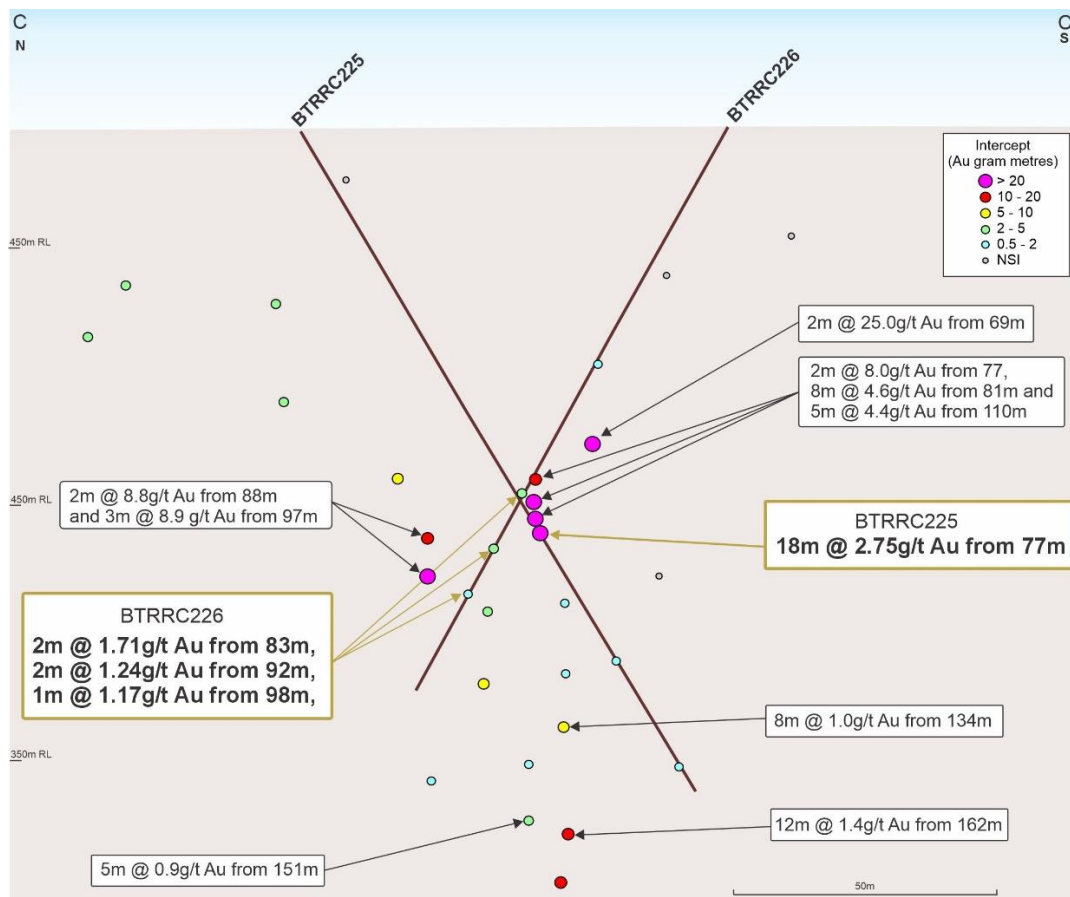 C
N
C
S
BTRRC225
BTRRC226
Intercept
(Au gram metres)
> 20
10 - 20
5 - 10
2 - 5
0.5 - 2
NSI
450m RL
2m @ 25.0g/t Au from 69m
2m @ 8.0g/t Au from 77,
8m @ 4.6g/t Au from 81m and
5m @ 4.4g/t Au from 110m
450m RL
2m @ 8.8g/t Au from 88m
and 3m @ 8.9 g/t Au from 97m
BTRRC225
18m @ 2.75g/t Au from 77m
BTRRC226
2m @ 1.71g/t Au from 83m,
2m @ 1.24g/t Au from 92m,
1m @ 1.17g/t Au from 98m,
8m @ 1.0g/t Au from 134m
350m RL
12m @ 1.4g/t Au from 162m
5m @ 0.9g/t Au from 151m
50m